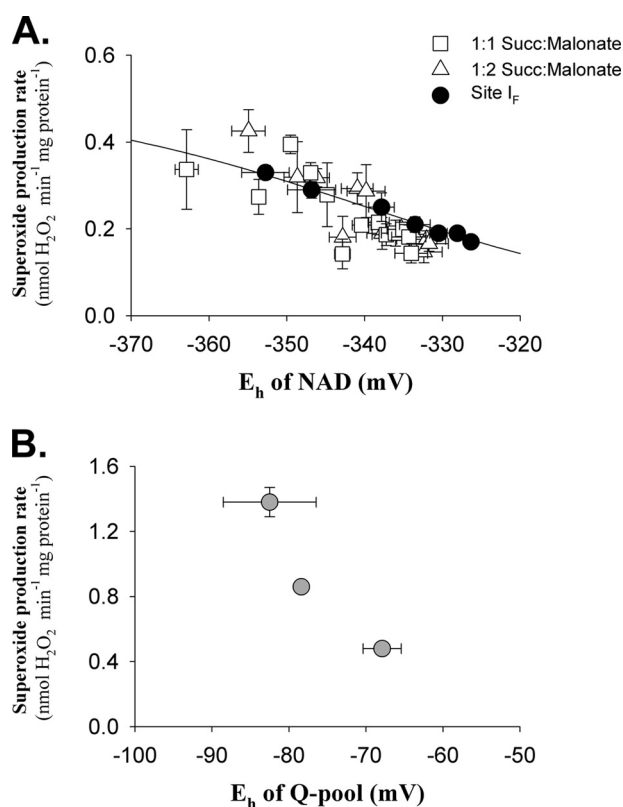 A.
1:1 Succ:Malonate
1:2 Succ:Malonate
Site I_F
Superoxide production rate
(nmol H₂O₂ min⁻¹ mg protein⁻¹)
0.6
0.4
0.2
0.0
-370 -360 -350 -340 -330 -320
E_h of NAD (mV)
B.
Superoxide production rate
(nmol H₂O₂ min⁻¹ mg protein⁻¹)
1.6
1.2
0.8
0.4
0.0
-100 -90 -80 -70 -60 -50
E_h of Q-pool (mV)